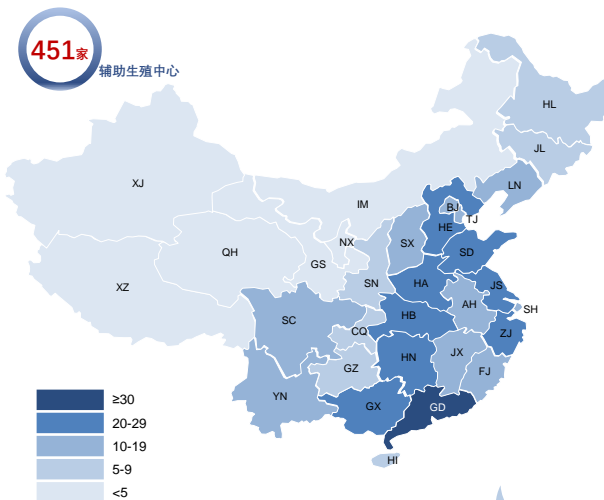 451家
辅助生殖中心
HL
JL
LN
XJ
IM
BJ
TJ
HE
NX
SX
QH
GS
SD
XZ
SN
HA
JS
AH
SH
SC
CQ
HB
ZJ
GZ
HN
JX
FJ
YN
GX
GD
HI
≥30
20-29
10-19
5-9
<5